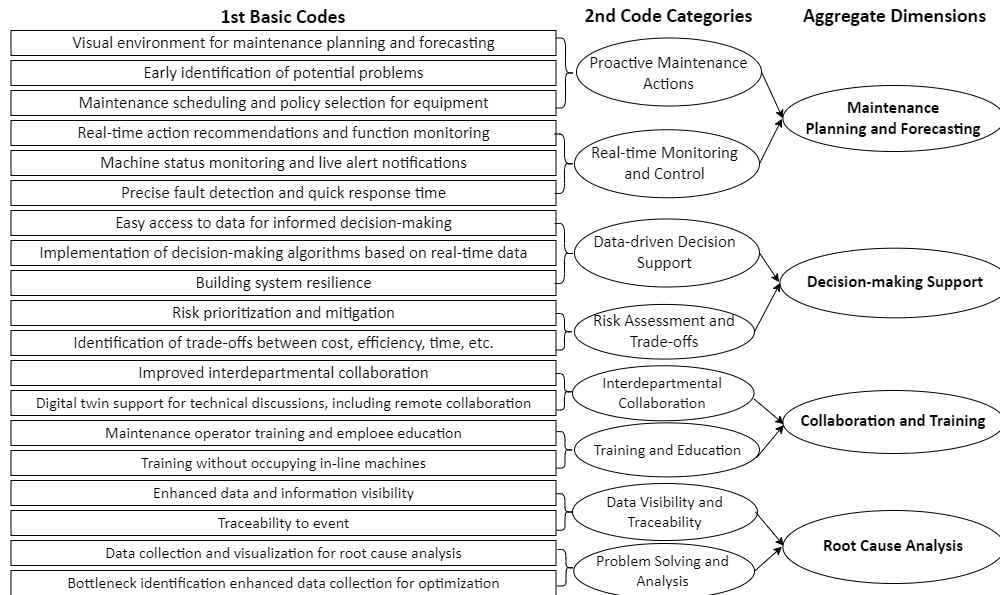 1st Basic Codes
2nd Code Categories
Aggregate Dimensions
Visual environment for maintenance planning and forecasting
Early identification of potential problems
Maintenance scheduling and policy selection for equipment
Real-time action recommendations and function monitoring
Machine status monitoring and live alert notifications
Precise fault detection and quick response time
Easy access to data for informed decision-making
Implementation of decision-making algorithms based on real-time data
Building system resilience
Risk prioritization and mitigation
Identification of trade-offs between cost, efficiency, time, etc.
Improved interdepartmental collaboration
Digital twin support for technical discussions, including remote collaboration
Maintenance operator training and emploee education
Training without occupying in-line machines
Enhanced data and information visibility
Traceability to event
Data collection and visualization for root cause analysis
Bottleneck identification enhanced data collection for optimization
Proactive Maintenance
Actions
Real-time Monitoring
and Control
Data-driven Decision
Support
Risk Assessment and
Trade-offs
Interdepartmental
Collaboration
Training and Education
Data Visibility and
Traceability
Problem Solving and
Analysis
Maintenance
Planning and Forecasting
Decision-making Support
Collaboration and Training
Root Cause Analysis